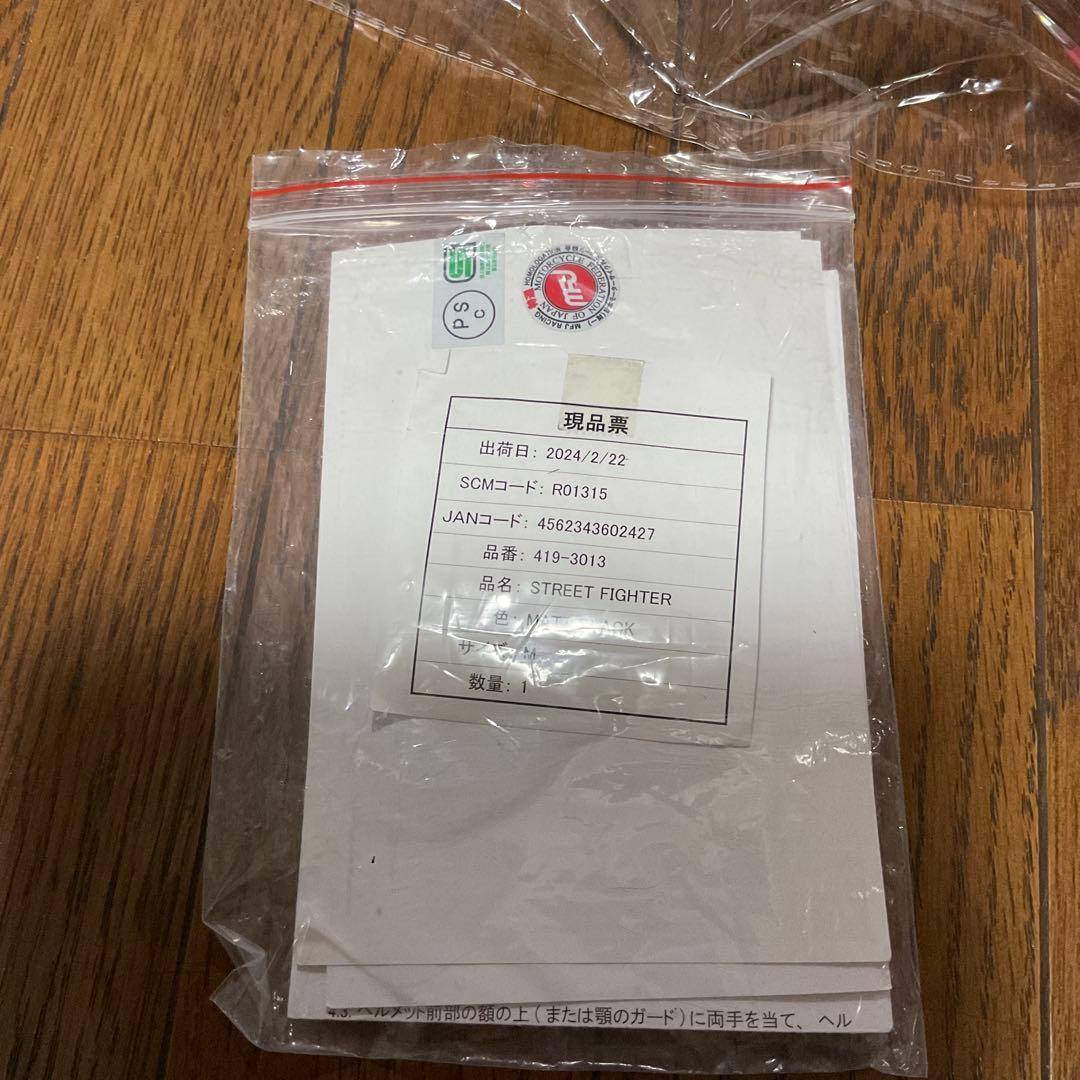 PS
C
MOTORCYCLE FEDERATION OF JAPAN
MFJ RACING
現品票
出荷日: 2024/2/22
SCMコード: R01315
JANコード: 4562343602427
品番: 419-3013
品名: STREET FIGHTER
色:
M
数量: 1
4.3. ヘルメット前部の額の上(または顎のガード)に両手を当て、ヘル